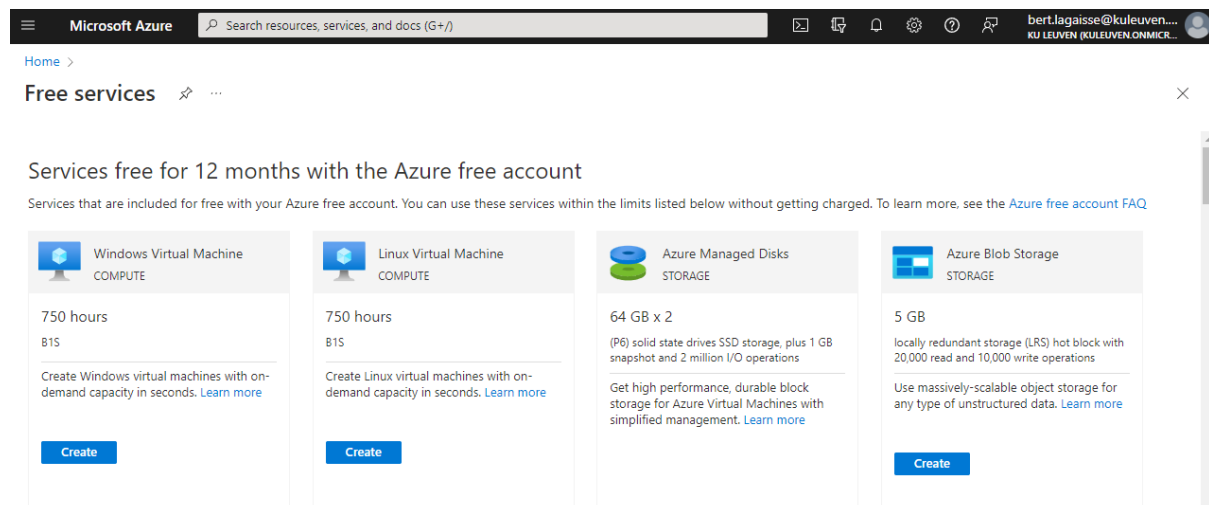 Microsoft Azure
Search resources, services, and docs (G+/)
bert.lagaisse@kuleuven....
KU LEUVEN (KULEUVEN.ONMICR...
Home >
Free services ...
Services free for 12 months with the Azure free account
Services that are included for free with your Azure free account. You can use these services within the limits listed below without getting charged. To learn more, see the Azure free account FAQ
Windows Virtual Machine
COMPUTE
750 hours
B1S
Create Windows virtual machines with on-
demand capacity in seconds. Learn more
Create
Linux Virtual Machine
COMPUTE
750 hours
B1S
Create Linux virtual machines with on-
demand capacity in seconds. Learn more
Create
Azure Managed Disks
STORAGE
64 GB x 2
(P6) solid state drives SSD storage, plus 1 GB
snapshot and 2 million I/O operations
Get high performance, durable block
storage for Azure Virtual Machines with
simplified management. Learn more
Azure Blob Storage
STORAGE
5 GB
locally redundant storage (LRS) hot block with
20,000 read and 10,000 write operations
Use massively-scalable object storage for
any type of unstructured data. Learn more
Create